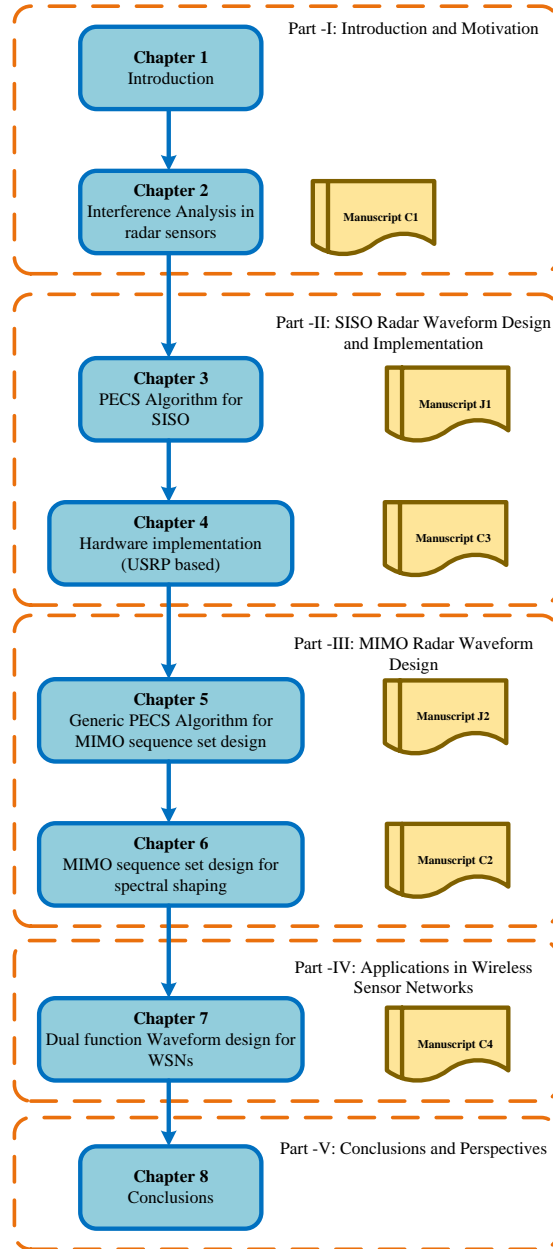 Part -I: Introduction and Motivation
Chapter 1
Introduction
Chapter 2
Interference Analysis in
radar sensors
Manuscript C1
Part -II: SISO Radar Waveform Design
and Implementation
Chapter 3
PECS Algorithm for
SISO
Manuscript J1
Chapter 4
Hardware implementation
(USRP based)
Manuscript C3
Part -III: MIMO Radar Waveform
Design
Chapter 5
Generic PECS Algorithm for
MIMO sequence set design
Manuscript J2
Chapter 6
MIMO sequence set design for
spectral shaping
Manuscript C2
Part -IV: Applications in Wireless
Sensor Networks
Chapter 7
Dual function Waveform design for
WSNs
Manuscript C4
Part -V: Conclusions and Perspectives
Chapter 8
Conclusions